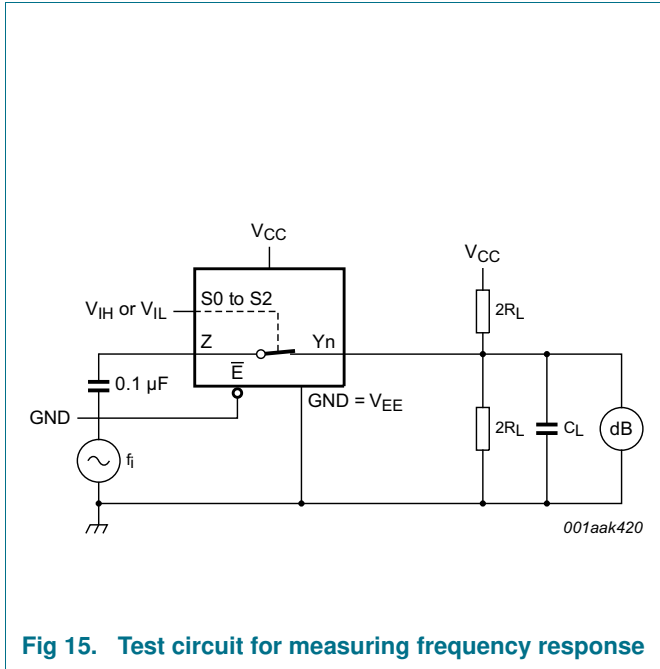 VCC
VCC
S0 to S2
2RL
VIH or VIL
Z
Yn
E̅
0.1 μF
GND = VEE
GND
2RL
CL
dB
fi
001aak420
Fig 15. Test circuit for measuring frequency response